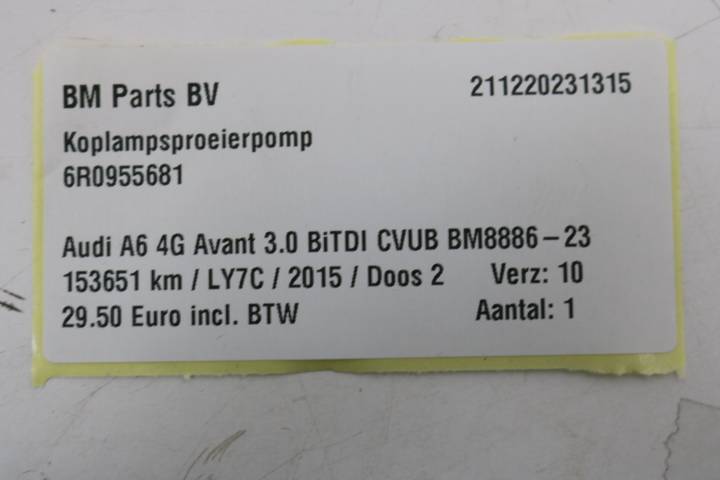 BM Parts BV 211220231315
Koplampsproeierpomp
6R0955681
Audi A6 4G Avant 3.0 BiTDI CVUB BM8886-23
153651 km / LY7C / 2015 / Doos 2 Verz: 10
29.50 Euro incl. BTW Aantal: 1